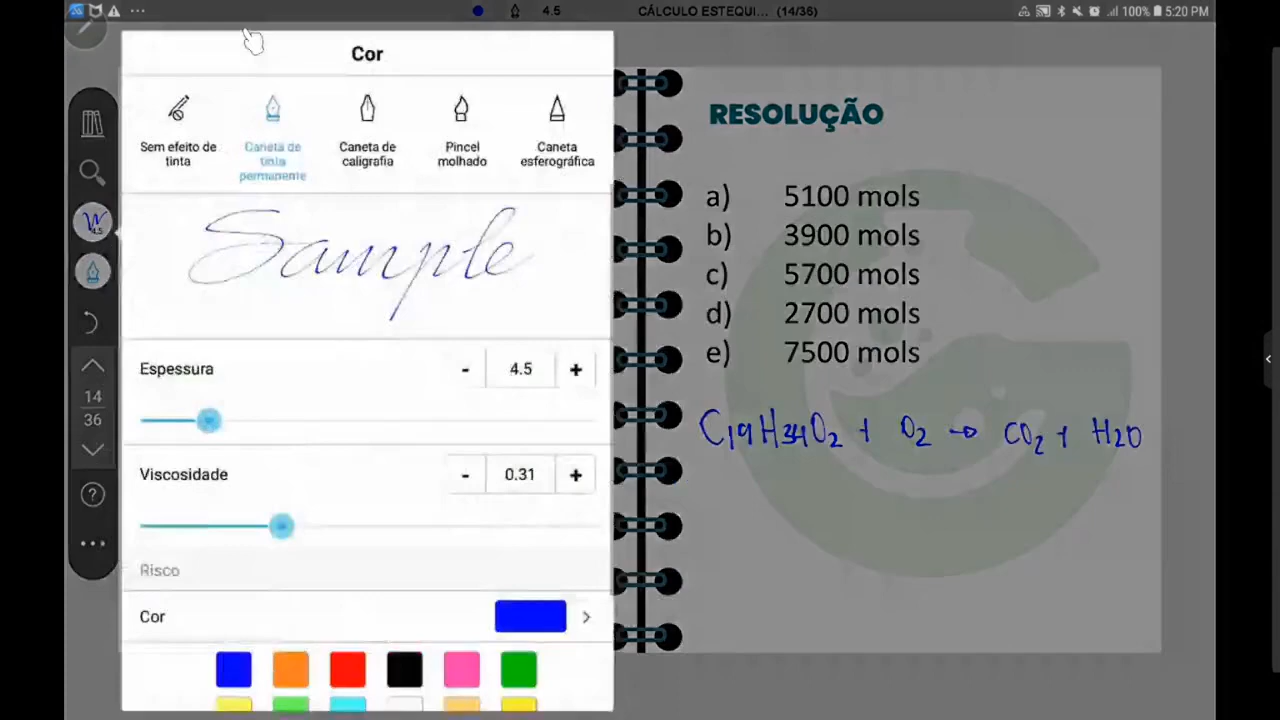 4.5
CÁLCULO ESTEQUI... (14/36)
100% 5:20 PM
Cor
Sem efeito de tinta
Caneta de tinta permanente
Caneta de caligrafia
Pincel molhado
Caneta esferográfica
Sample
Espessura - 4.5 +
Viscosidade - 0.31 +
Risco
Cor
4.5
14
36
?
RESOLUÇÃO
a) 5100 mols
b) 3900 mols
c) 5700 mols
d) 2700 mols
e) 7500 mols
C19H34O2 + O2 → CO2 + H2O